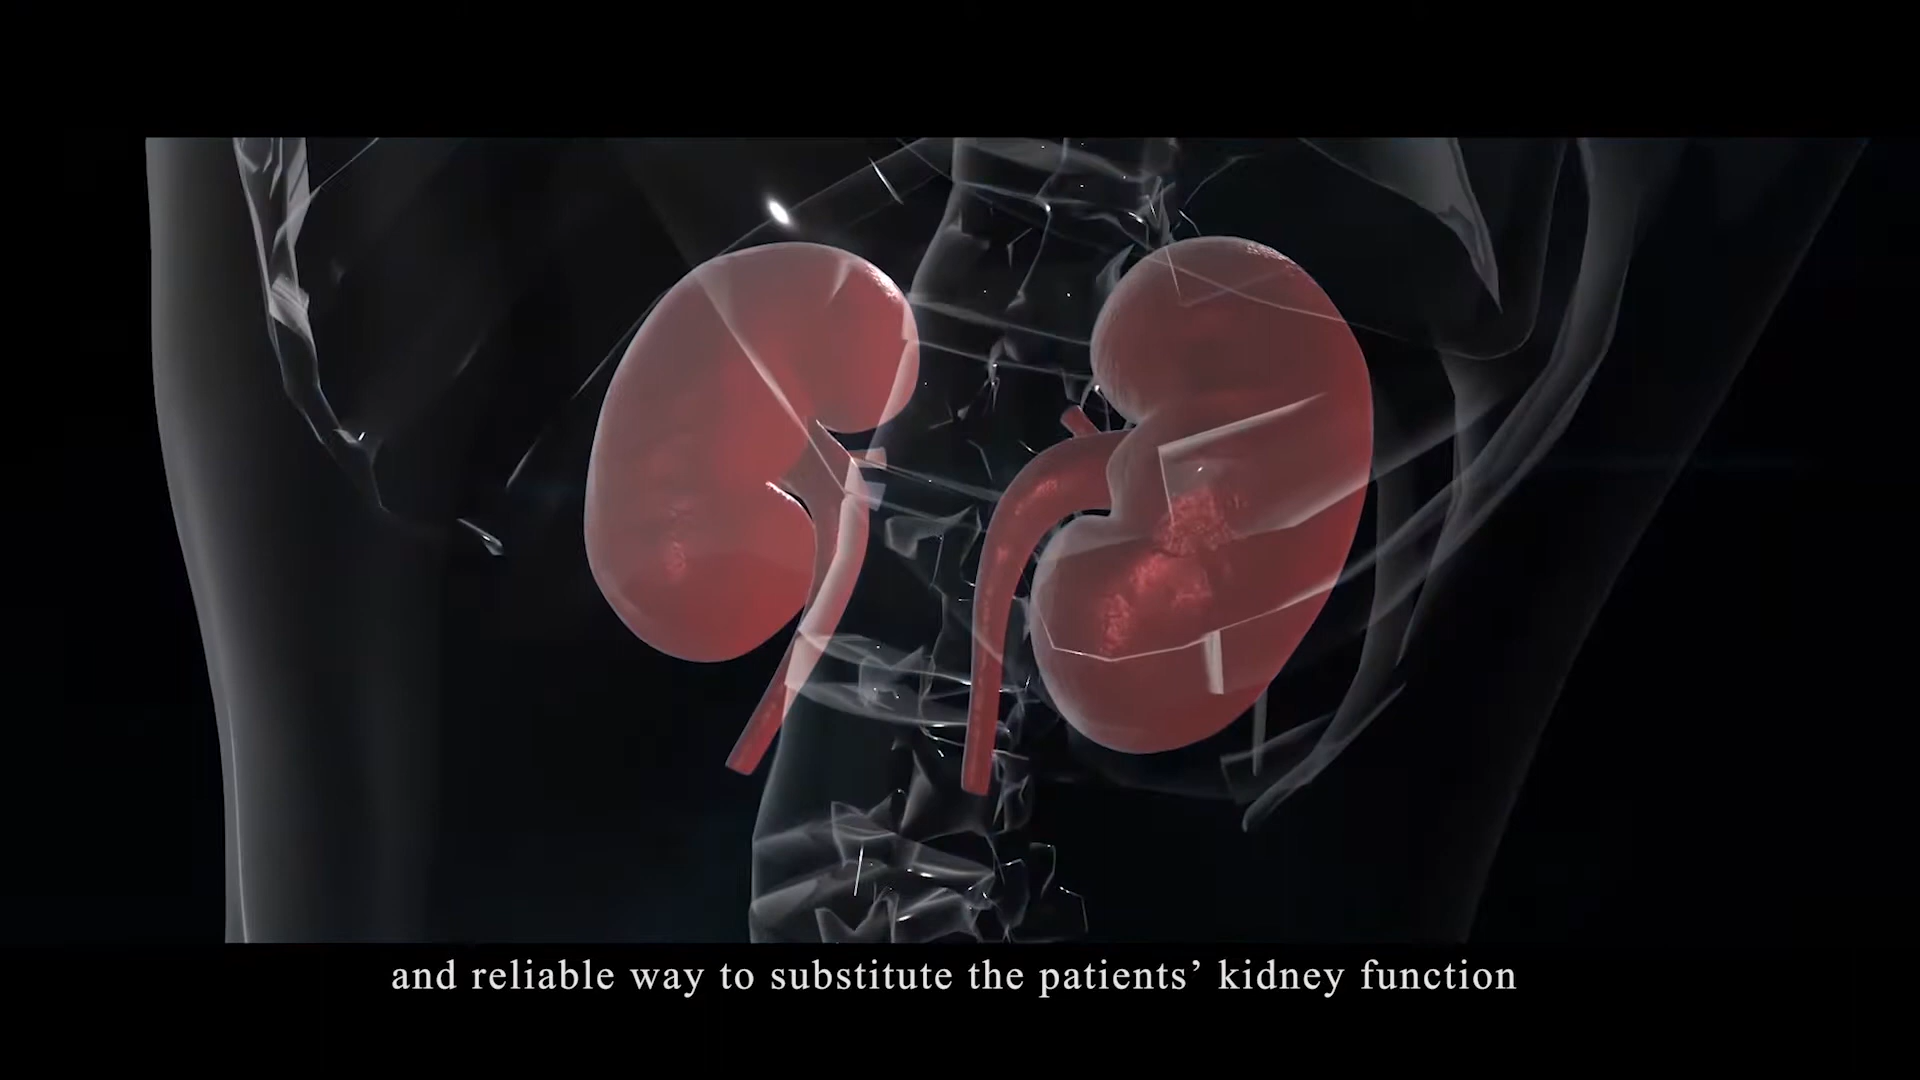 and reliable way to substitute the patients’ kidney function